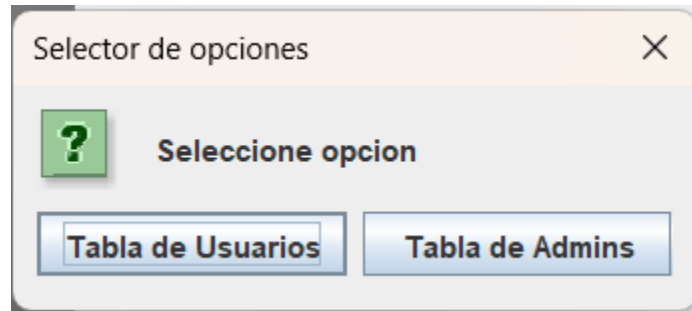 Selector de opciones
?
Seleccione opcion
Tabla de Usuarios
Tabla de Admins